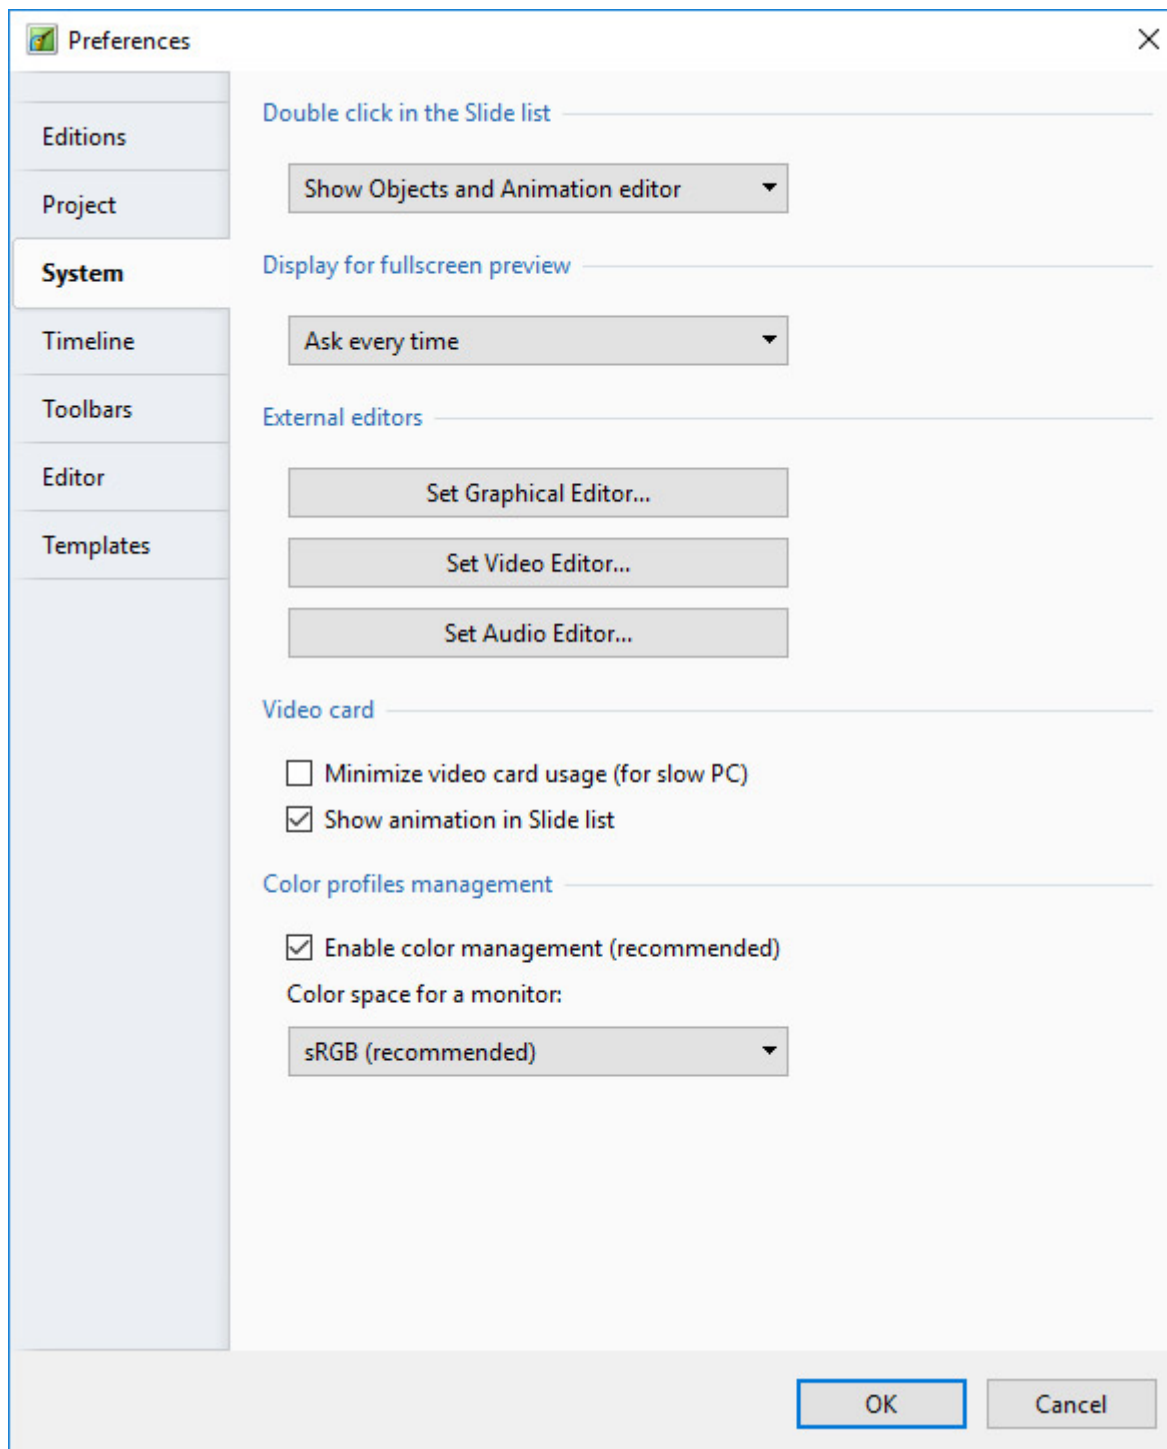 Preferences
Editions
Project
System
Timeline
Toolbars
Editor
Templates
Double click in the Slide list
Show Objects and Animation editor
Display for fullscreen preview
Ask every time
External editors
Set Graphical Editor...
Set Video Editor...
Set Audio Editor...
Video card
Minimize video card usage (for slow PC)
Show animation in Slide list
Color profiles management
Enable color management (recommended)
Color space for a monitor:
sRGB (recommended)
OK
Cancel